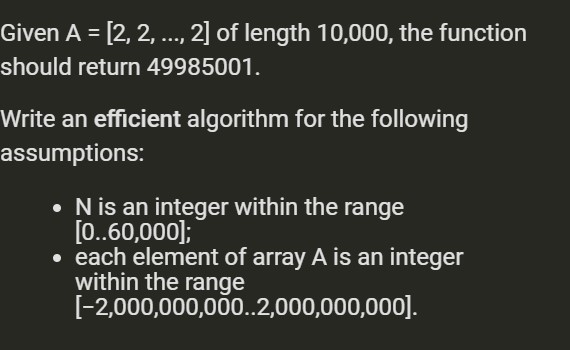 Given A = [2, 2, ..., 2] of length 10,000, the function
should return 49985001.
Write an efficient algorithm for the following
assumptions:
• N is an integer within the range
[0..60,000];
• each element of array A is an integer
within the range
[−2,000,000,000..2,000,000,000].